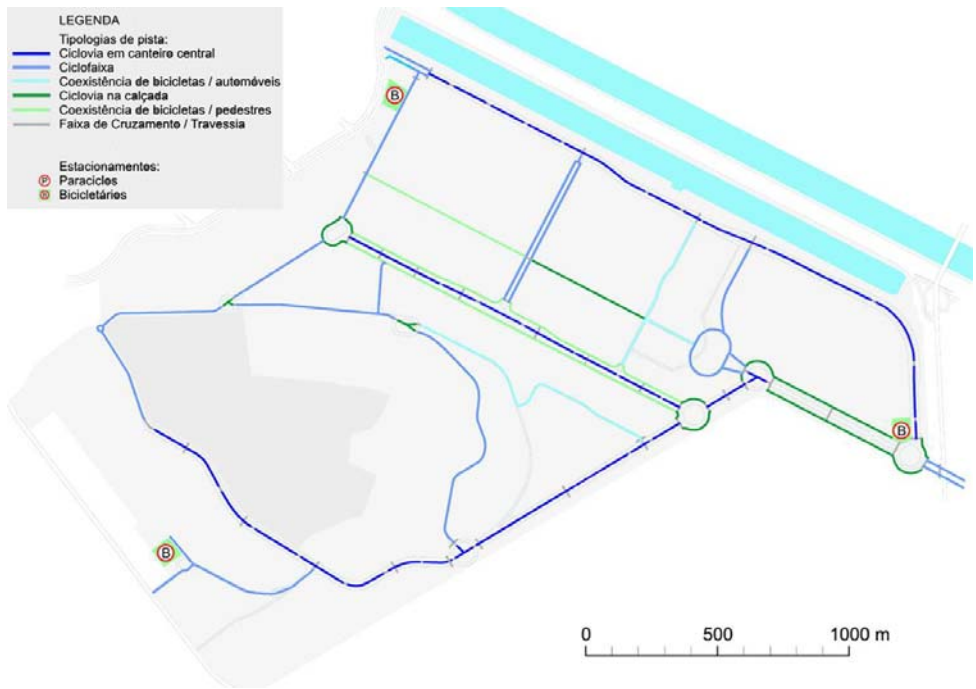 LEGENDA
Tipologias de pista:
Ciclovia em canteiro central
Ciclofaixa
Coexistência de bicicletas / automóveis
Ciclovia na calçada
Coexistência de bicicletas / pedestres
Faixa de Cruzamento / Travessia
Estacionamentos:
P Paraciclos
B Bicicletários
B
B
B
0 500 1000 m